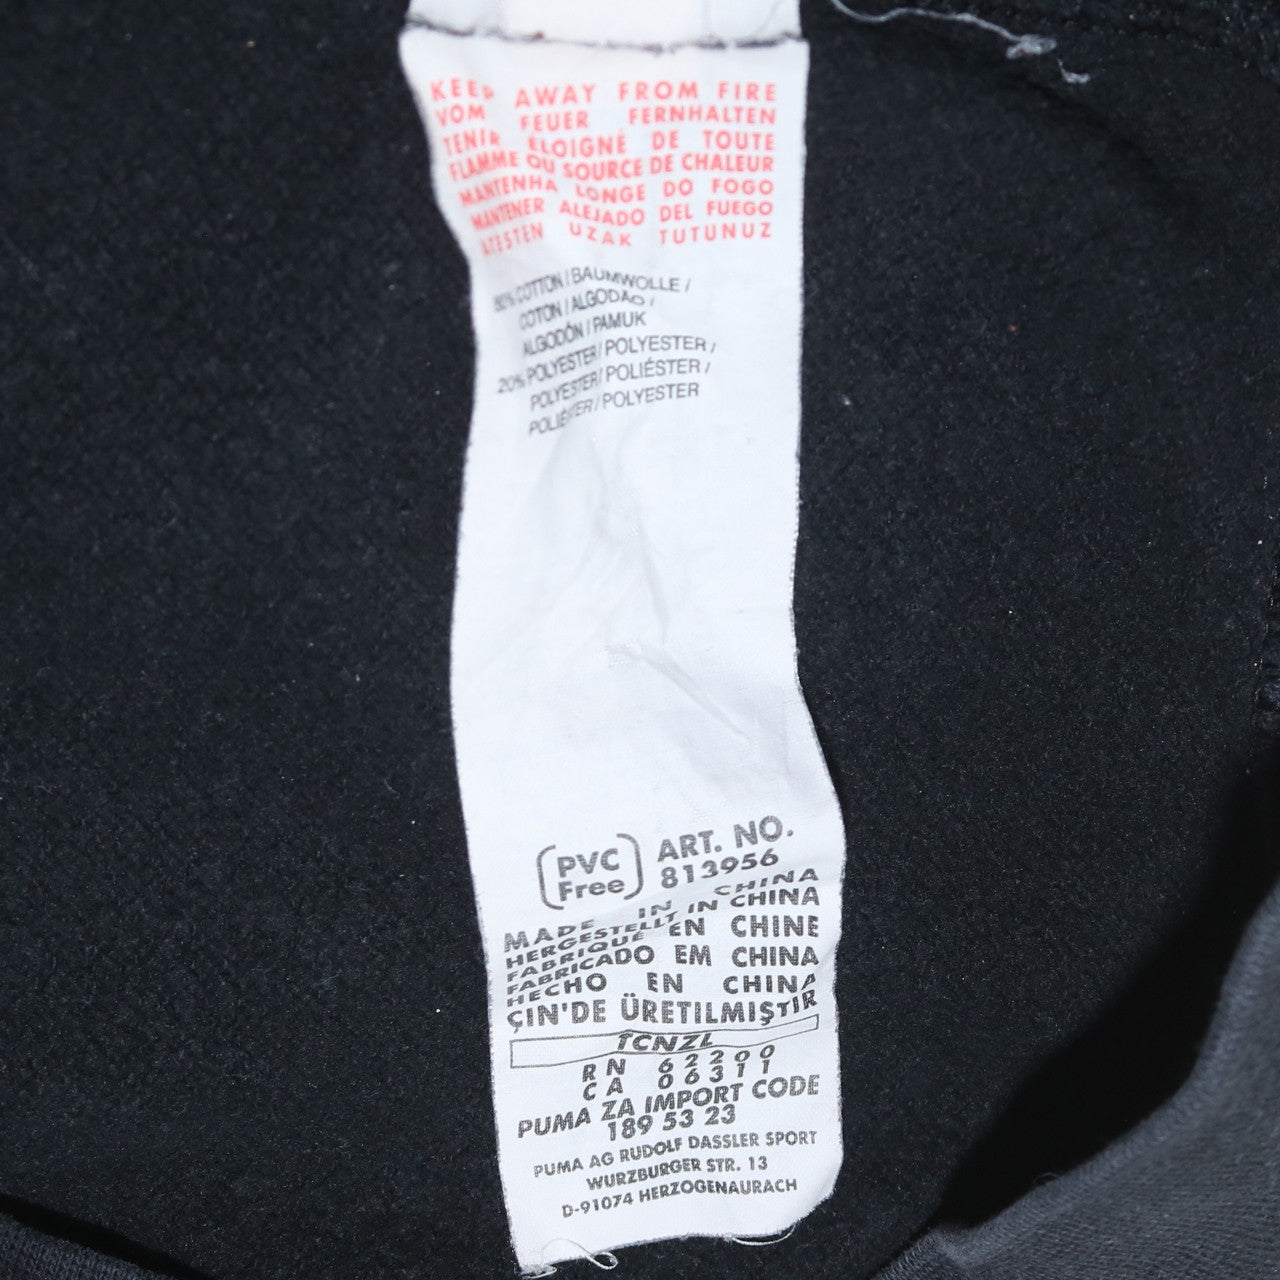 KEEP AWAY FROM FIRE
VOM FEUER FERNHALTEN
TENIR ÉLOIGNÉ DE TOUTE
FLAMME OU SOURCE DE CHALEUR
MANTENHA LONGE DO FOGO
MANTENER ALEJADO DEL FUEGO
ATESTEN UZAK TUTUNUZ
80% COTTON / BAUMWOLLE /
COTON / ALGODÃO /
ALGODÓN / PAMUK
20% POLYESTER / POLYESTER /
POLYESTER / POLIÉSTER /
POLIÉSTER / POLYESTER
PVC Free
ART. NO.
813956
MADE IN CHINA
HERGESTELLT IN CHINA
FABRIQUÉ EN CHINE
FABRICADO EM CHINA
HECHO EN CHINA
ÇIN'DE ÜRETILMIŞTIR
TCNZL
RN 62200
CA 06311
PUMA ZA IMPORT CODE
189 53 23
PUMA AG RUDOLF DASSLER SPORT
WURZBURGER STR. 13
D-91074 HERZOGENAURACH